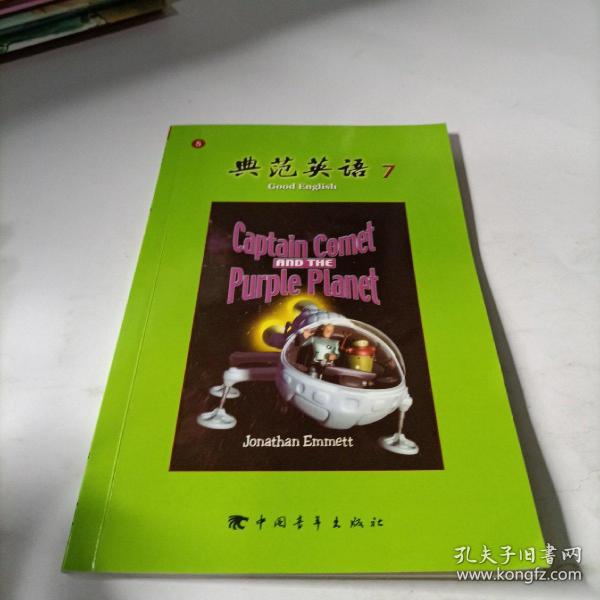 5
典范英语 7
Good English
Captain Comet
AND THE
Purple Planet
Jonathan Emmett
中国青年出版社
孔夫子旧书网
www.kongfz.com